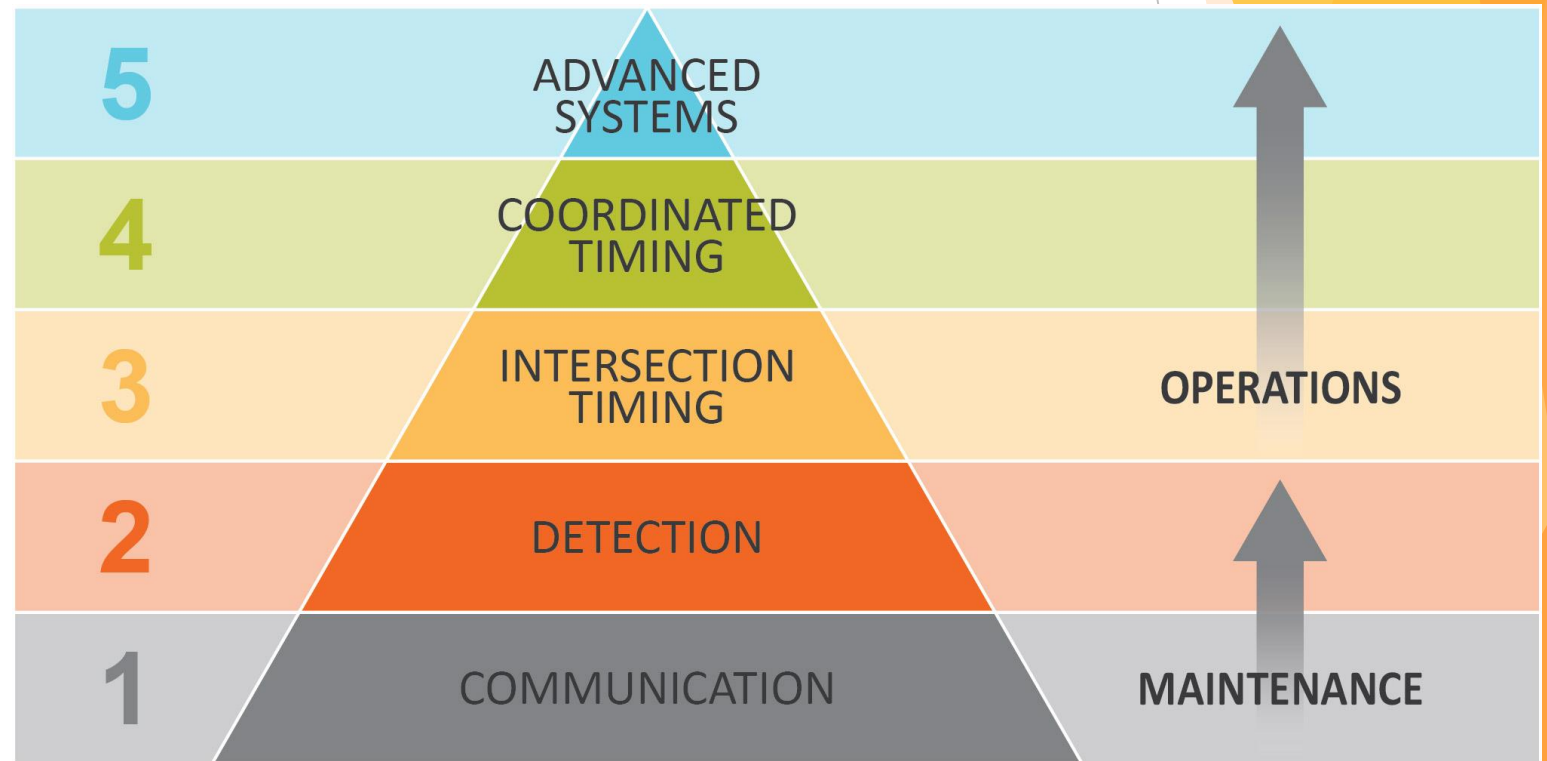 5
ADVANCED
SYSTEMS
4
COORDINATED
TIMING
3
INTERSECTION
TIMING
OPERATIONS
2
DETECTION
1
COMMUNICATION
MAINTENANCE